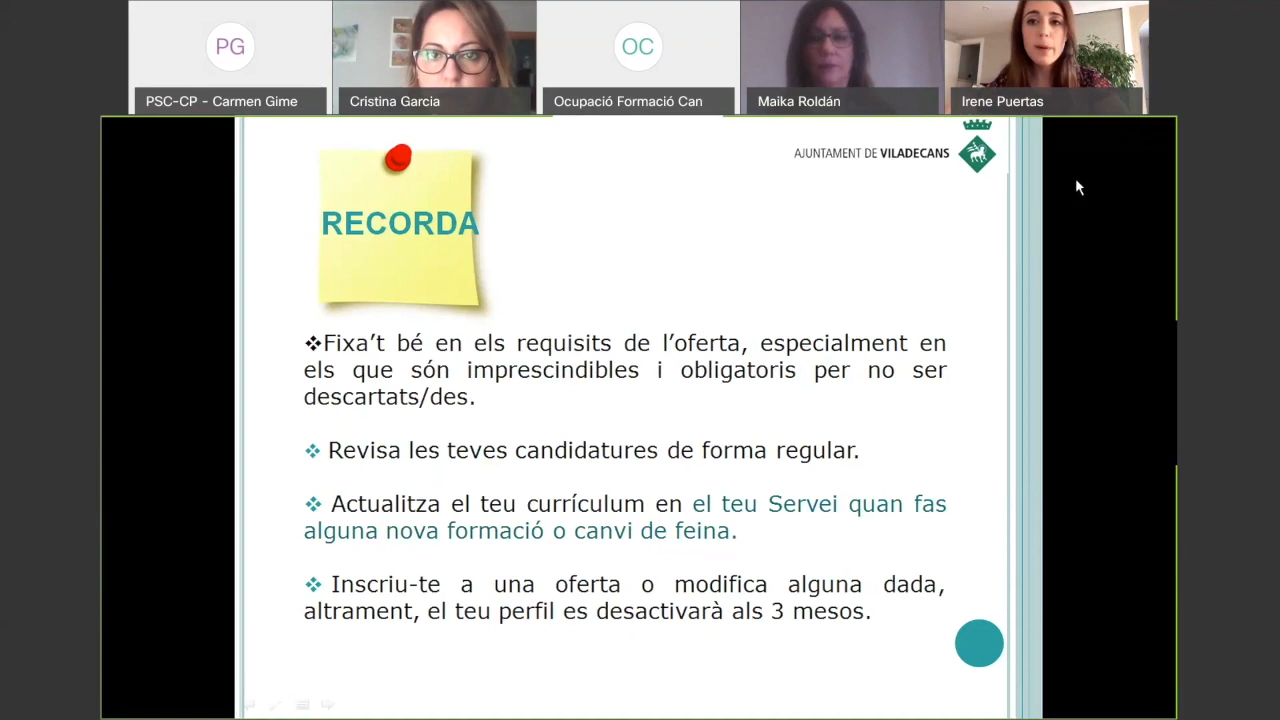 PG
OC
PSC-CP - Carmen Gime
Cristina Garcia
Ocupació Formació Can
Maika Roldán
Irene Puertas
AJUNTAMENT DE VILADECANS
RECORDA
❖Fixa’t bé en els requisits de l’oferta, especialment en
els que són imprescindibles i obligatoris per no ser
descartats/des.
❖ Revisa les teves candidatures de forma regular.
❖ Actualitza el teu currículum en el teu Servei quan fas
alguna nova formació o canvi de feina.
❖ Inscriu-te a una oferta o modifica alguna dada,
altrament, el teu perfil es desactivarà als 3 mesos.